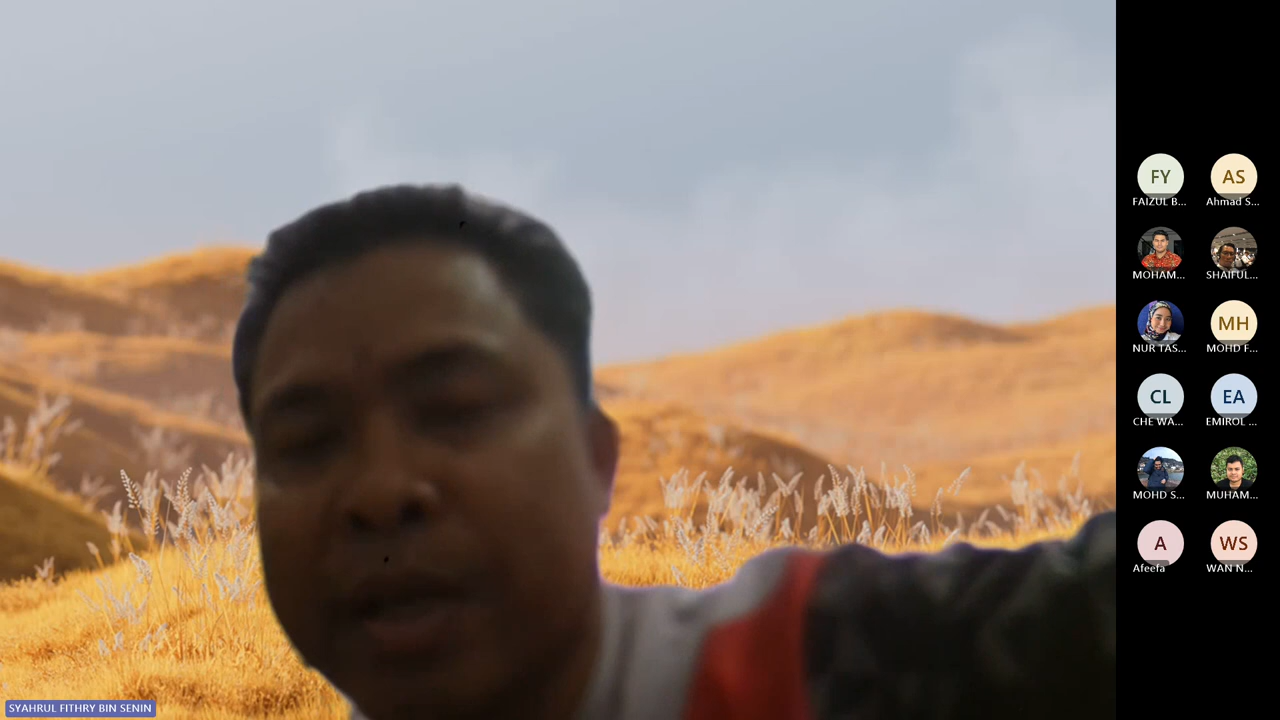 FY
AS
FAIZUL B...
Ahmad S...
MOHAM...
SHAIFUL...
MH
NUR TAS...
MOHD F...
CL
EA
CHE WA...
EMIROL ...
MOHD S...
MUHAM...
A
WS
Afeefa
WAN N...
SYAHRUL FITHRY BIN SENIN